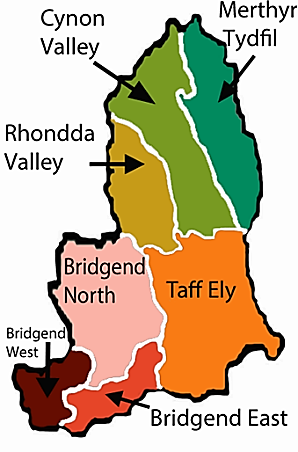 Cynon
Valley
Merthyr
Tydfil
Rhondda
Valley
Bridgend
North
Taff Ely
Bridgend
West
Bridgend East